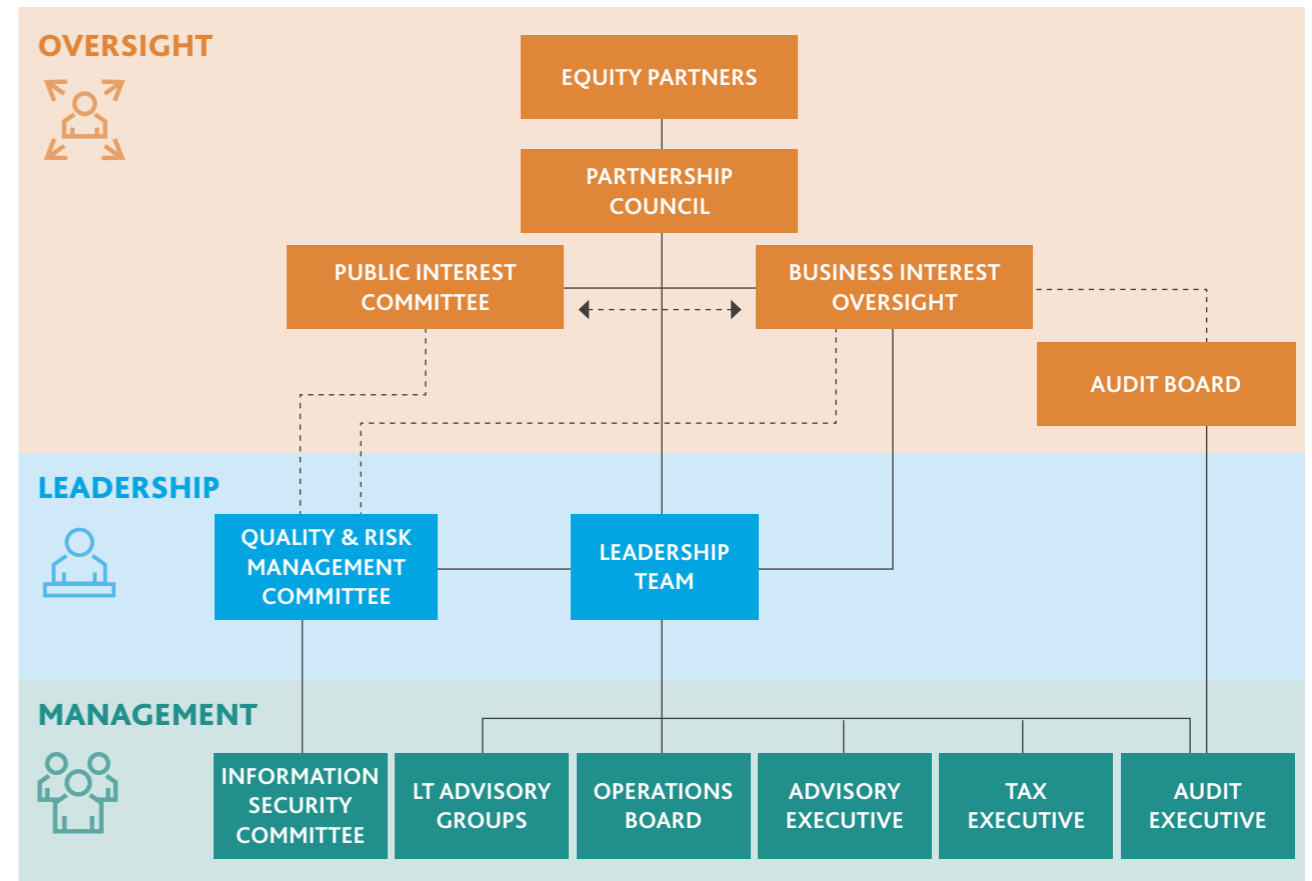 OVERSIGHT
EQUITY PARTNERS
PARTNERSHIP
COUNCIL
PUBLIC INTEREST
COMMITTEE
BUSINESS INTEREST
OVERSIGHT
AUDIT BOARD
LEADERSHIP
QUALITY & RISK
MANAGEMENT
COMMITTEE
LEADERSHIP
TEAM
MANAGEMENT
INFORMATION
SECURITY
COMMITTEE
LT ADVISORY
GROUPS
OPERATIONS
BOARD
ADVISORY
EXECUTIVE
TAX
EXECUTIVE
AUDIT
EXECUTIVE